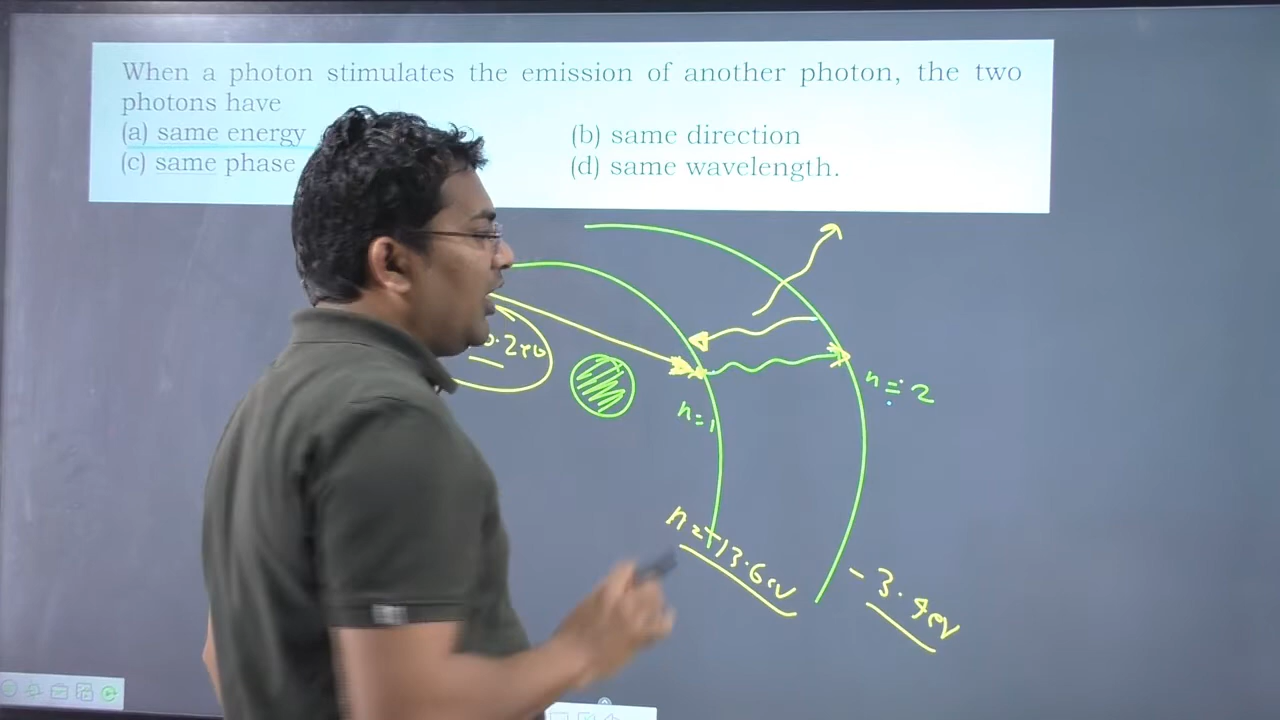 When a photon stimulates the emission of another photon, the two
photons have
(a) same energy (b) same direction
(c) same phase (d) same wavelength.
n=1
n=2
-13.6ev
-3.4ev